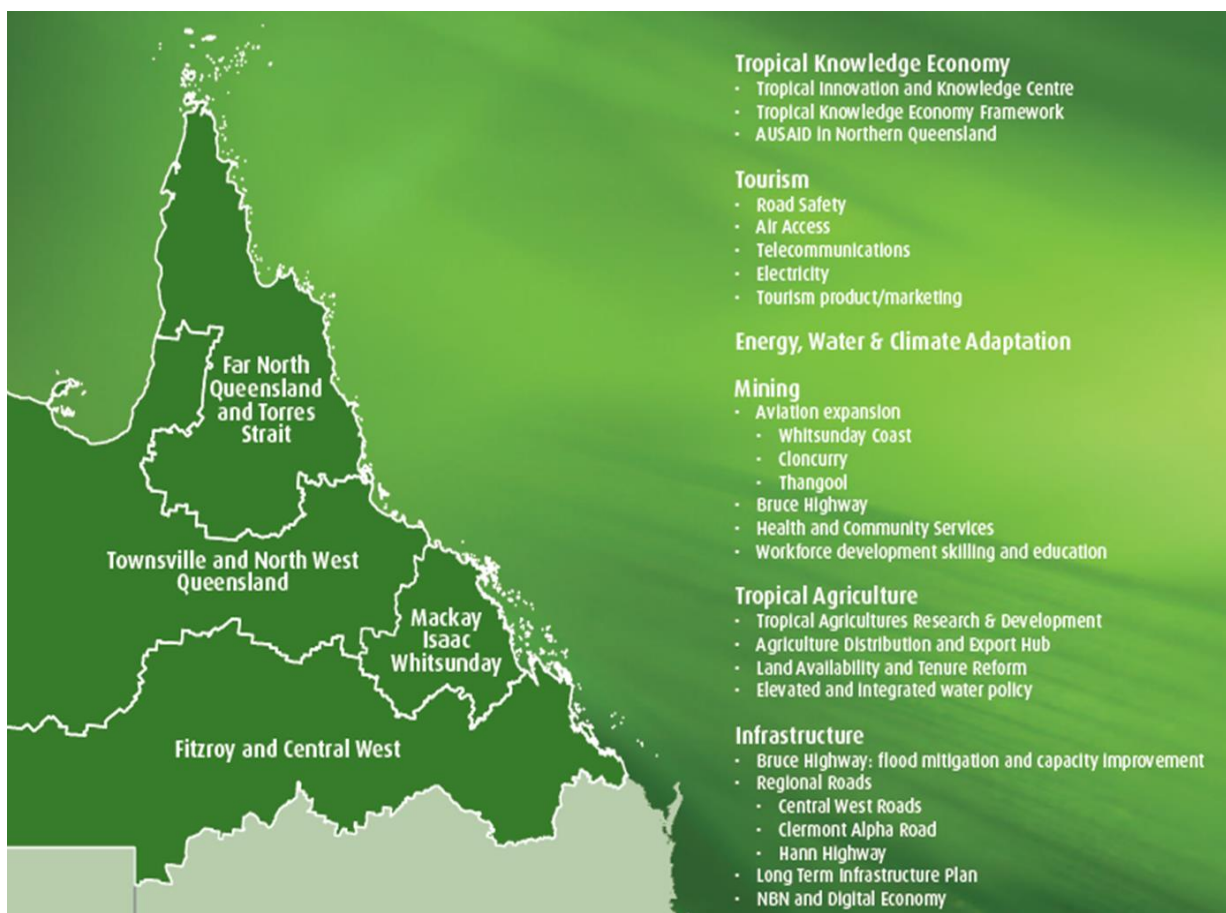 Far North
Queensland
and Torres
Strait
Townsville and North West
Queensland
Mackay
Isaac
Whitsunday
Fitzroy and Central West
Tropical Knowledge Economy
· Tropical Innovation and Knowledge Centre
· Tropical Knowledge Economy Framework
· AUSAID in Northern Queensland
Tourism
· Road Safety
· Air Access
· Telecommunications
· Electricity
· Tourism product/marketing
Energy, Water & Climate Adaptation
Mining
· Aviation expansion
· Whitsunday Coast
· Cloncurry
· Thangool
· Bruce Highway
· Health and Community Services
· Workforce development skilling and education
Tropical Agriculture
· Tropical Agricultures Research & Development
· Agriculture Distribution and Export Hub
· Land Availability and Tenure Reform
· Elevated and integrated water policy
Infrastructure
· Bruce Highway: flood mitigation and capacity improvement
· Regional Roads
· Central West Roads
· Clermont Alpha Road
· Hann Highway
· Long Term Infrastructure Plan
· NBN and Digital Economy